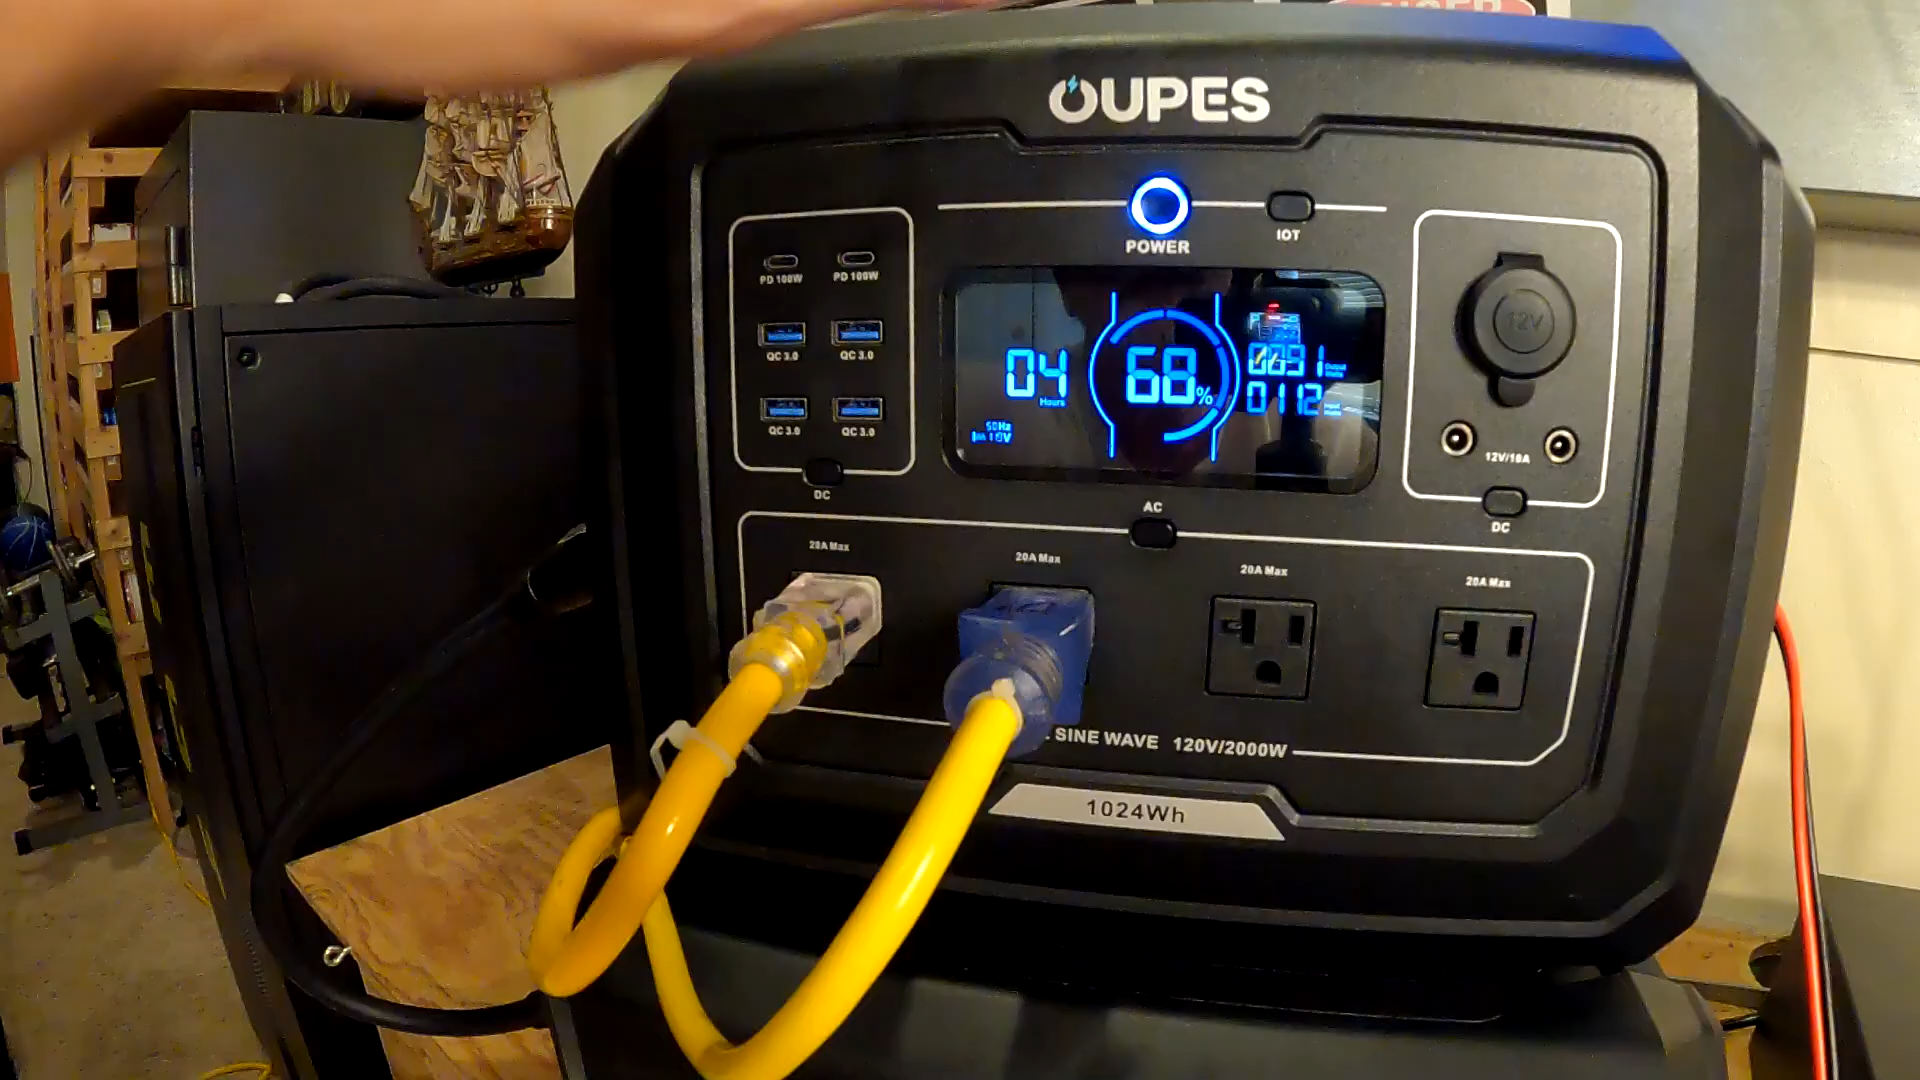 OUPES
POWER
IOT
PD 100W
PD 100W
QC 3.0
QC 3.0
QC 3.0
QC 3.0
DC
04
Hours
68%
0112
12V
12V/10A
DC
AC
20A Max
20A Max
20A Max
20A Max
SINE WAVE 120V/2000W
1024Wh